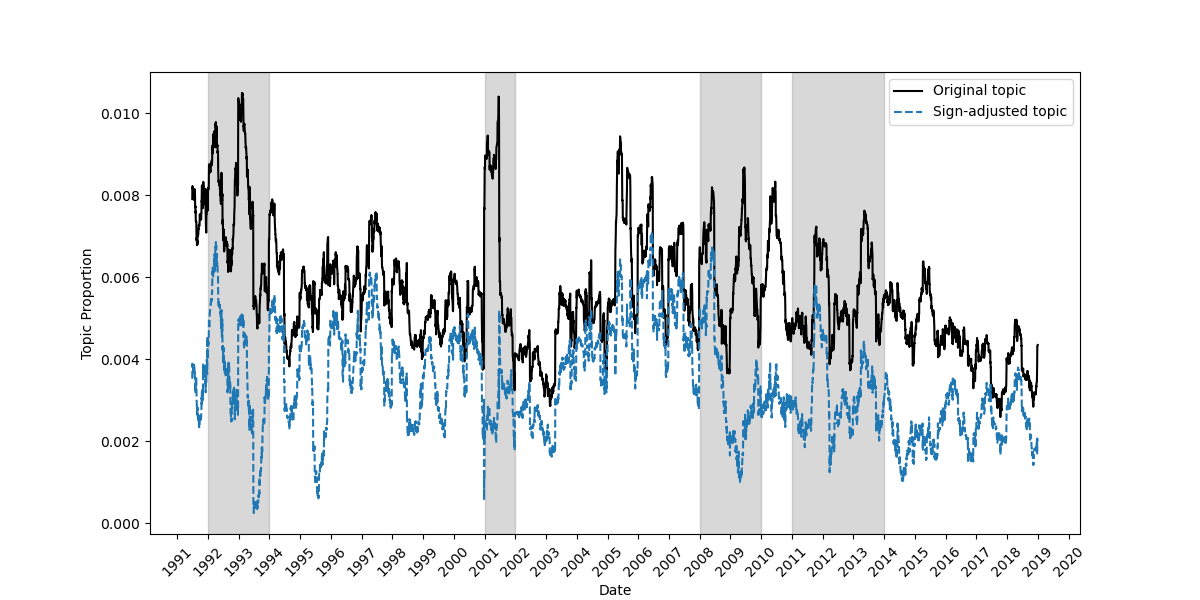 Original topic
Sign-adjusted topic
0.010
0.008
0.006
0.004
0.002
0.000
Topic Proportion
1991 1992 1993 1994 1995 1996 1997 1998 1999 2000 2001 2002 2003 2004 2005 2006 2007 2008 2009 2010 2011 2012 2013 2014 2015 2016 2017 2018 2019 2020
Date